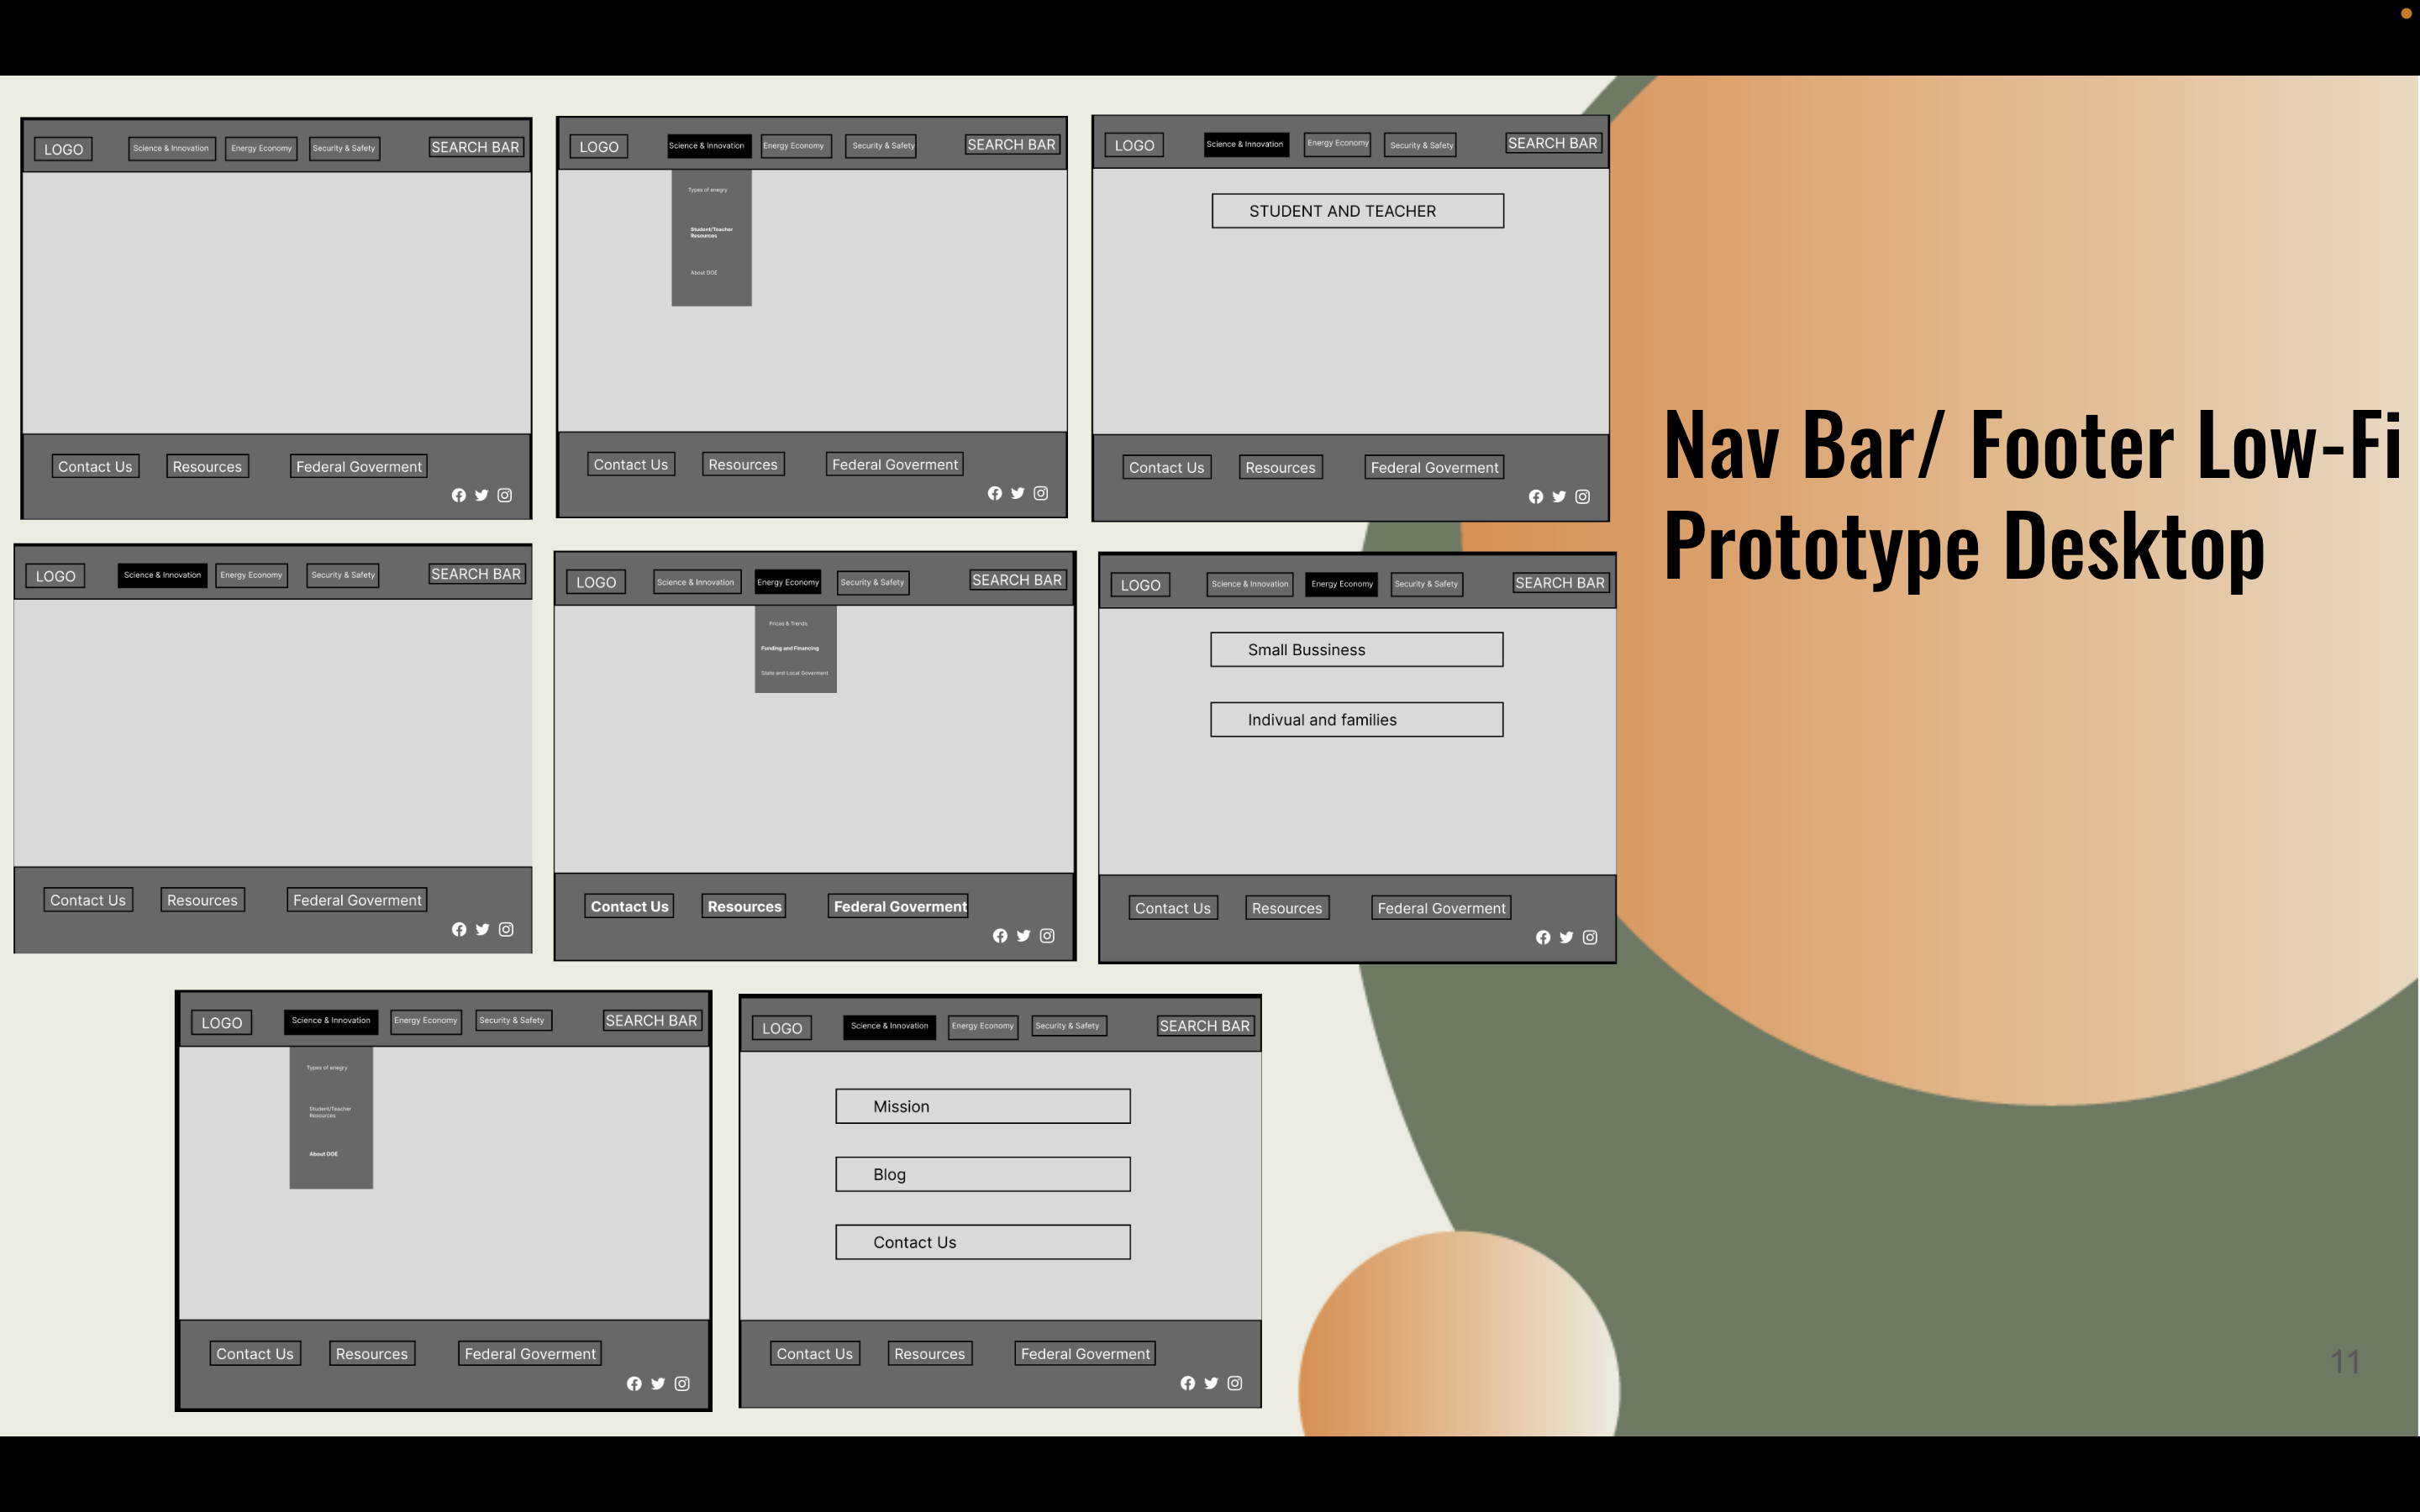 LOGO Science & Innovation Energy Economy Security & Safety SEARCH BAR
Contact Us Resources Federal Goverment
LOGO Science & Innovation Energy Economy Security & Safety SEARCH BAR
Types of enegry
Student/Teacher
Resources
About DOE
Contact Us Resources Federal Goverment
LOGO Science & Innovation Energy Economy Security & Safety SEARCH BAR
STUDENT AND TEACHER
Contact Us Resources Federal Goverment
Nav Bar/ Footer Low-Fi
Prototype Desktop
LOGO Science & Innovation Energy Economy Security & Safety SEARCH BAR
Contact Us Resources Federal Goverment
LOGO Science & Innovation Energy Economy Security & Safety SEARCH BAR
Prices & Trends
Funding and Financing
State and Local Goverment
Contact Us Resources Federal Goverment
LOGO Science & Innovation Energy Economy Security & Safety SEARCH BAR
Small Bussiness
Indivual and families
Contact Us Resources Federal Goverment
LOGO Science & Innovation Energy Economy Security & Safety SEARCH BAR
Types of enegry
Student/Teacher
Resources
About DOE
Contact Us Resources Federal Goverment
LOGO Science & Innovation Energy Economy Security & Safety SEARCH BAR
Mission
Blog
Contact Us
Contact Us Resources Federal Goverment
11